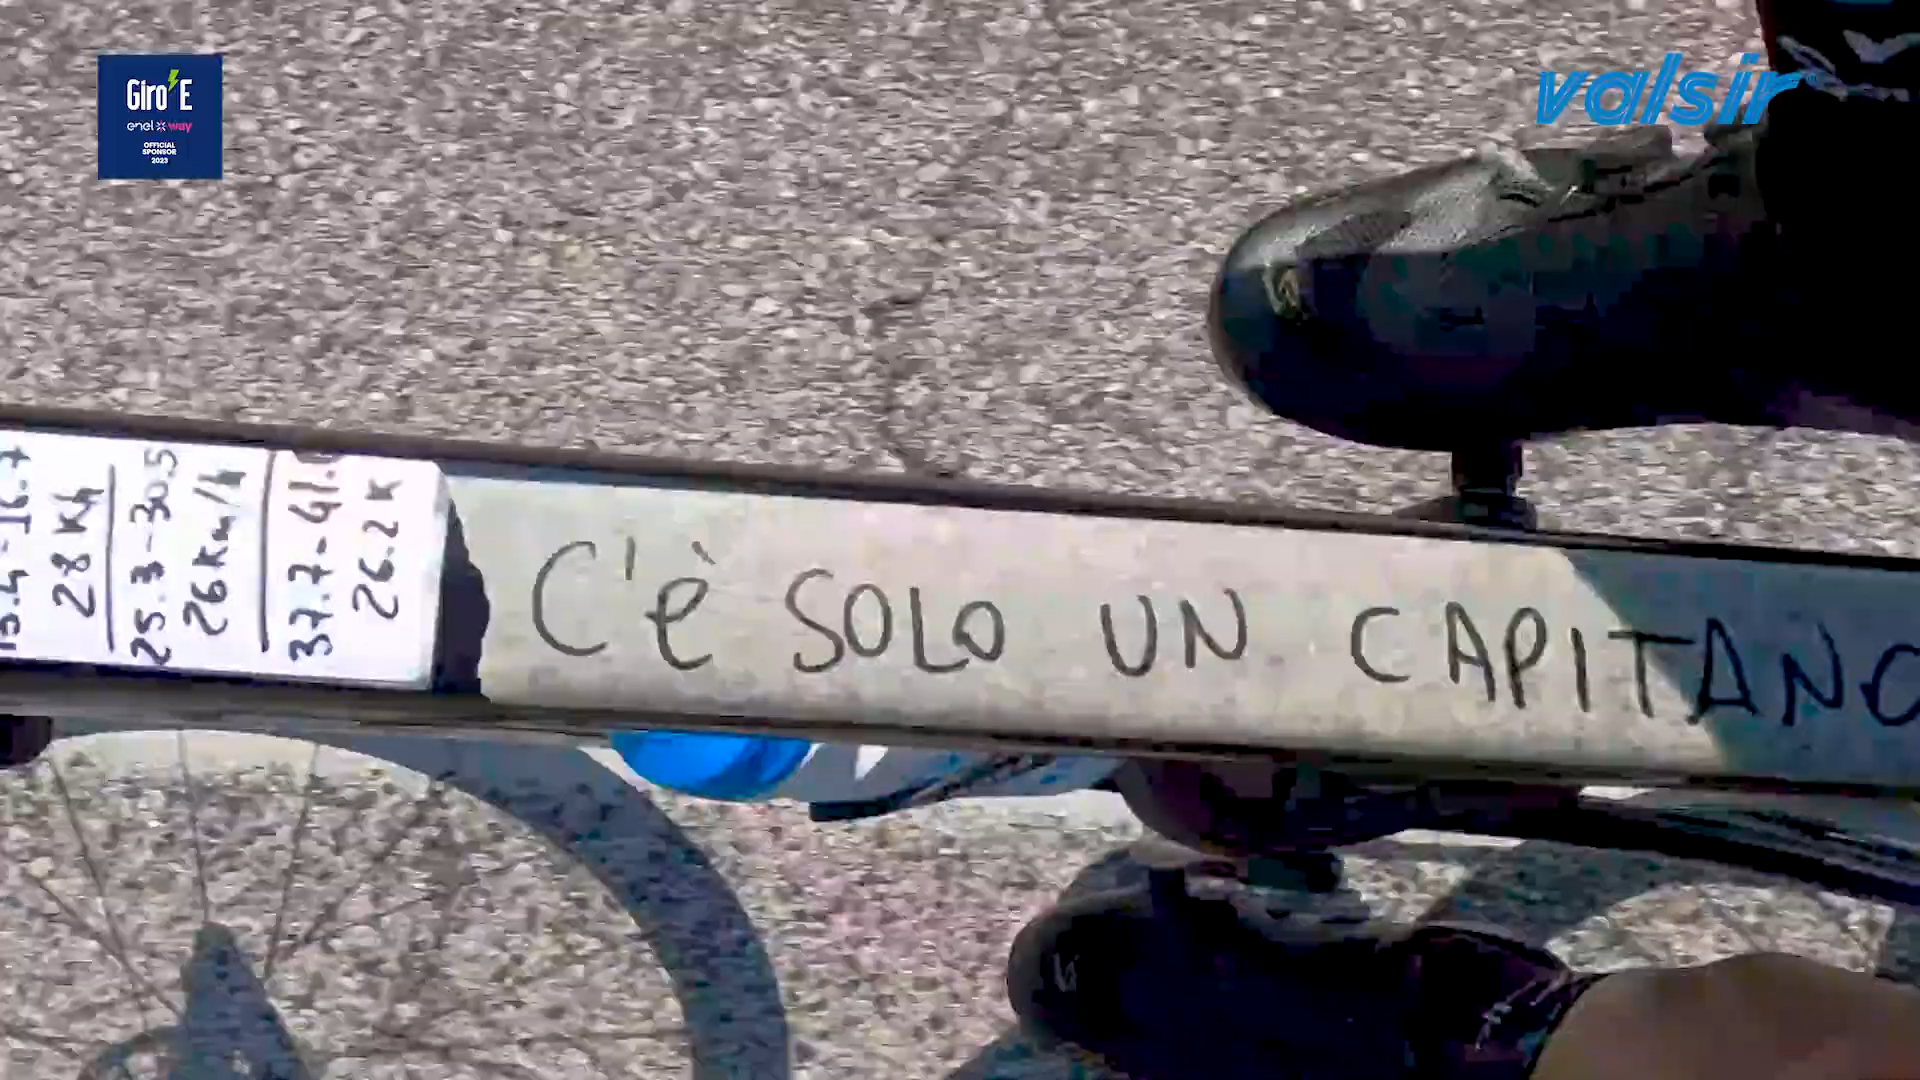 Giro E
enel way
OFFICIAL
SPONSOR
2023
valsir
28 Kh
25.3-30.5
26 Km/h
26.2 K
C'È SOLO UN CAPITANO